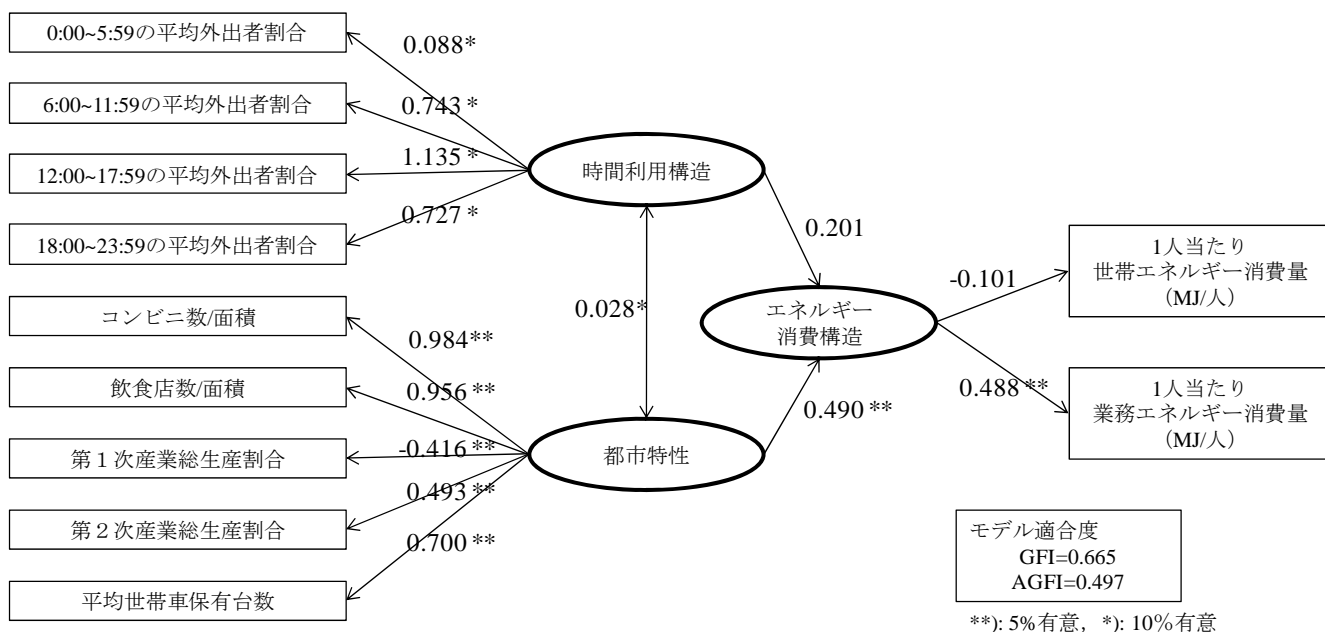 0:00~5:59の平均外出者割合
0.088*
6:00~11:59の平均外出者割合
0.743 *
12:00~17:59の平均外出者割合
1.135 *
18:00~23:59の平均外出者割合
0.727 *
時間利用構造
0.201
0.028*
コンビニ数/面積
0.984**
飲食店数/面積
0.956 **
第１次産業総生産割合
-0.416 **
第２次産業総生産割合
0.493 **
平均世帯車保有台数
0.700 **
都市特性
0.490 **
エネルギー
消費構造
-0.101
0.488 **
1人当たり
世帯エネルギー消費量
（MJ/人）
1人当たり
業務エネルギー消費量
（MJ/人）
モデル適合度
GFI=0.665
AGFI=0.497
**): 5%有意，*): 10％有意